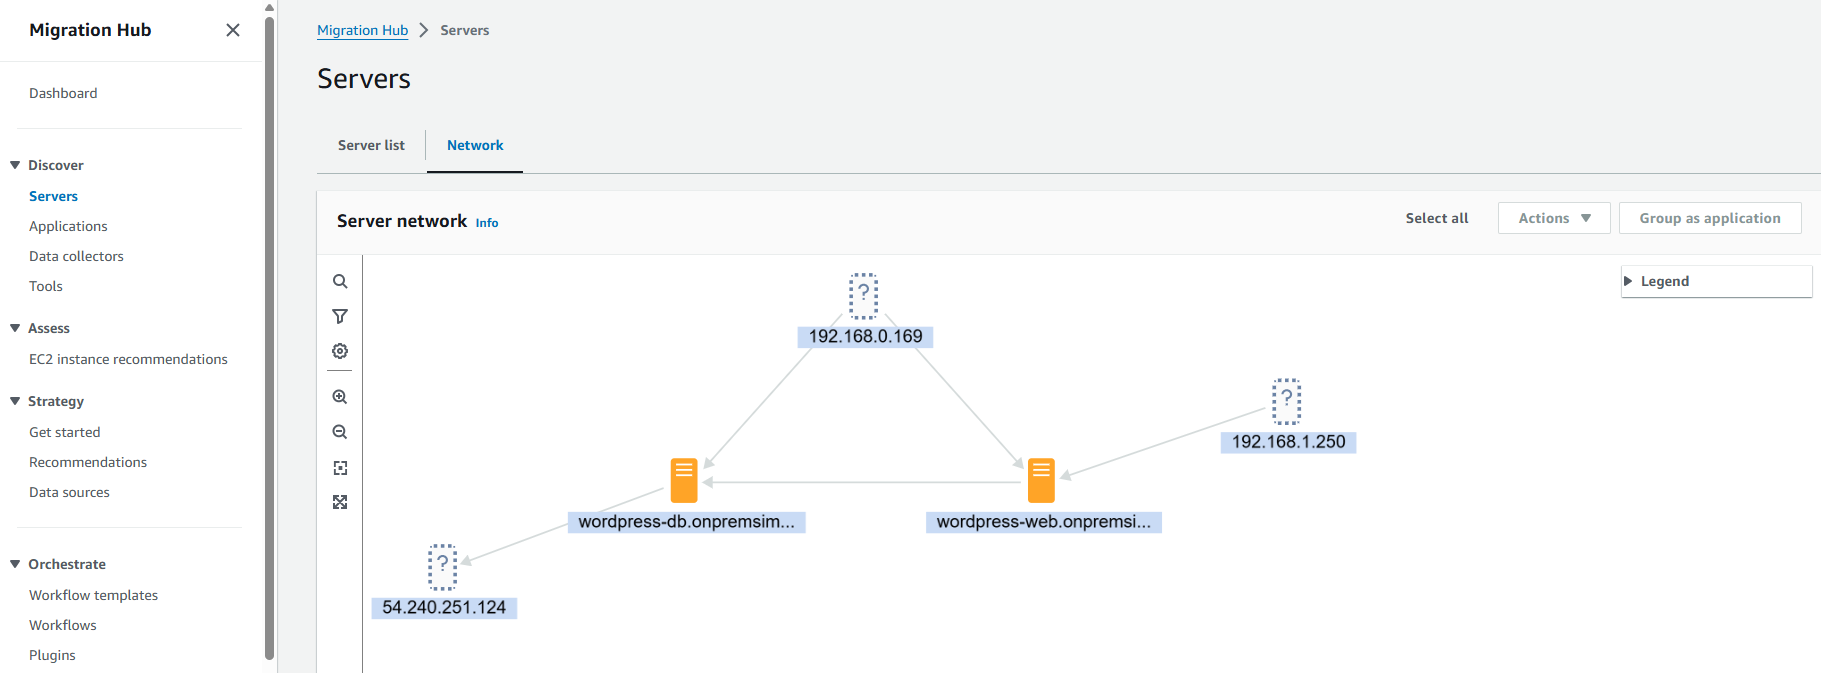 Migration Hub
Dashboard
Discover
Servers
Applications
Data collectors
Tools
Assess
EC2 instance recommendations
Strategy
Get started
Recommendations
Data sources
Orchestrate
Workflow templates
Workflows
Plugins
Migration Hub > Servers
Servers
Server list
Network
Server network Info
Select all
Actions
Group as application
Legend
?
192.168.0.169
?
192.168.1.250
wordpress-db.onpremsim...
wordpress-web.onpremsi...
?
54.240.251.124